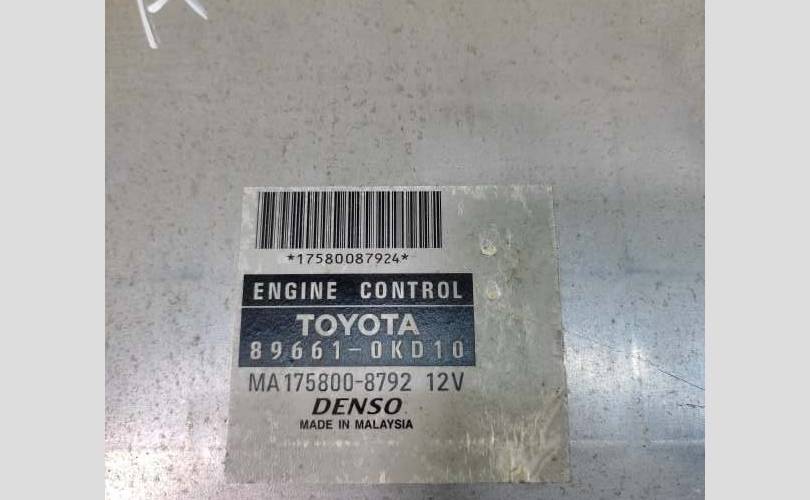 *17580087924*
ENGINE CONTROL
TOYOTA
89661-0KD10
MA175800-8792 12V
DENSO
MADE IN MALAYSIA